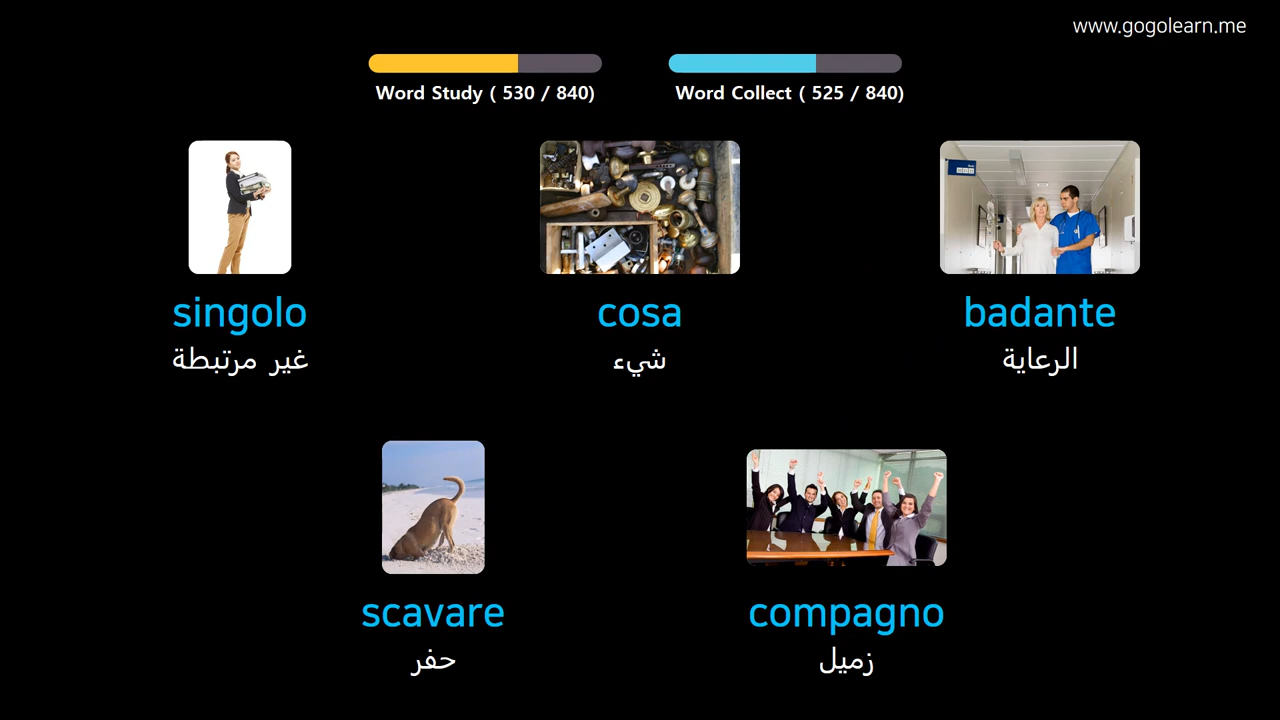 www.gogolearn.me
Word Study ( 530 / 840)
Word Collect ( 525 / 840)
singolo
cosa
badante
غير مرتبطة
شيء
الرعاية
scavare
compagno
حفر
زميل